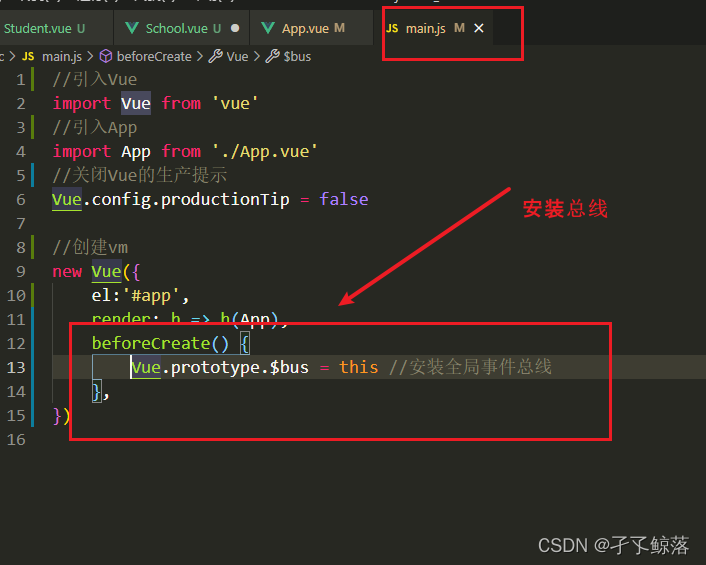 Student.vue U
School.vue U
App.vue M
JS main.js M
c > JS main.js > beforeCreate > Vue > $bus
1 //引入Vue
2 import Vue from 'vue'
3 //引入App
4 import App from './App.vue'
5 //关闭Vue的生产提示
6 Vue.config.productionTip = false
7
安装总线
8 //创建vm
9 new Vue({
10 el:'#app',
11 render: h => h(App),
12 beforeCreate() {
13 Vue.prototype.$bus = this //安装全局事件总线
14 },
15 })
16
CSDN @孑孓鲸落